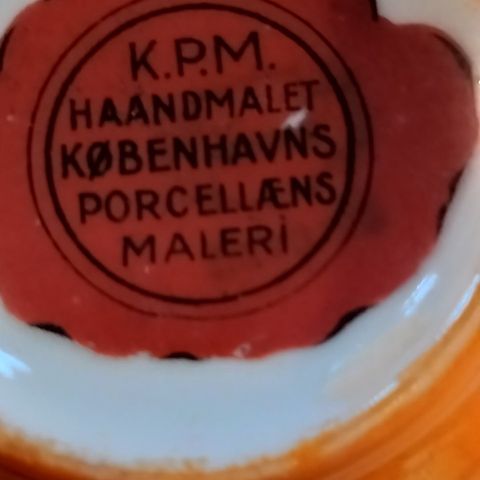 K.P.M.
HAANDMALET
KØBENHAVNS
PORCELLÆNS
MALERI